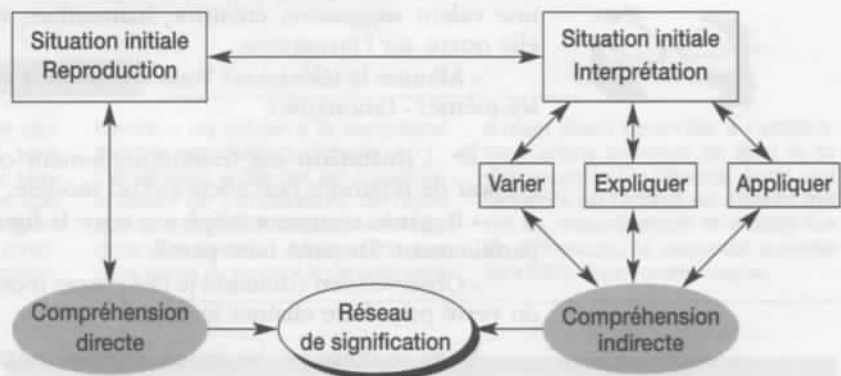 Situation initiale
Reproduction
Situation initiale
Interprétation
Varier
Expliquer
Appliquer
Compréhension
directe
Réseau
de signification
Compréhension
indirecte